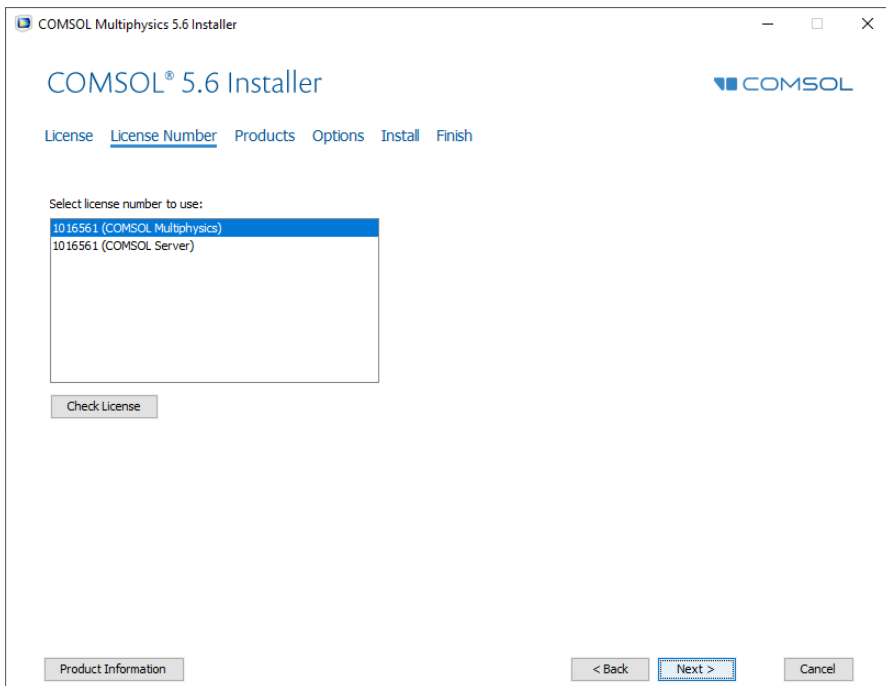 COMSOL Multiphysics 5.6 Installer
COMSOL® 5.6 Installer
COMSOL
License License Number Products Options Install Finish
Select license number to use:
1016561 (COMSOL Multiphysics)
1016561 (COMSOL Server)
Check License
Product Information < Back Next > Cancel